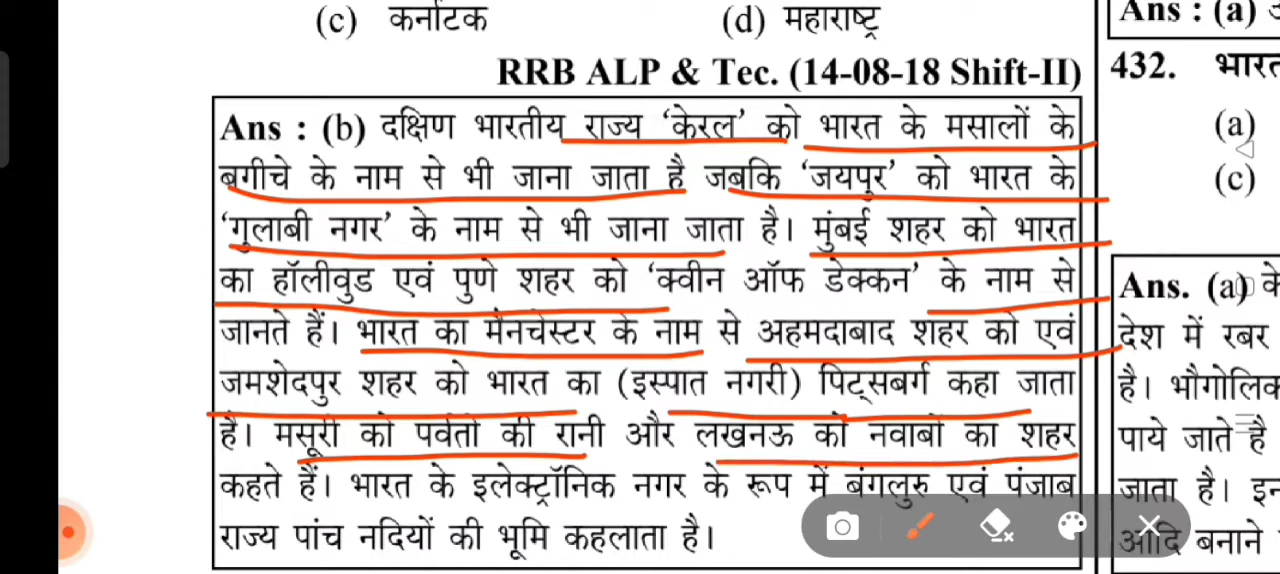 (c) कर्नाटक (d) महाराष्ट्र
RRB ALP & Tec. (14-08-18 Shift-II)
Ans : (b) दक्षिण भारतीय राज्य ‘केरल’ को भारत के मसालों के
बगीचे के नाम से भी जाना जाता है जबकि ‘जयपुर’ को भारत के
‘गुलाबी नगर’ के नाम से भी जाना जाता है। मुंबई शहर को भारत
का हॉलीवुड एवं पुणे शहर को ‘क्वीन ऑफ डेक्कन’ के नाम से
जानते हैं। भारत का मैनचेस्टर के नाम से अहमदाबाद शहर को एवं
जमशेदपुर शहर को भारत का (इस्पात नगरी) पिट्सबर्ग कहा जाता
है। मसूरी को पर्वतों की रानी और लखनऊ को नवाबों का शहर
कहते हैं। भारत के इलेक्ट्रॉनिक नगर के रूप में बंगलुरु एवं पंजाब
राज्य पांच नदियों की भूमि कहलाता है।
Ans : (a)
432. भारत
(a)
(c)
Ans. (a) के
देश में रबर
है। भौगोलिक
पाये जाते है
जाता है।
आदि बनाने